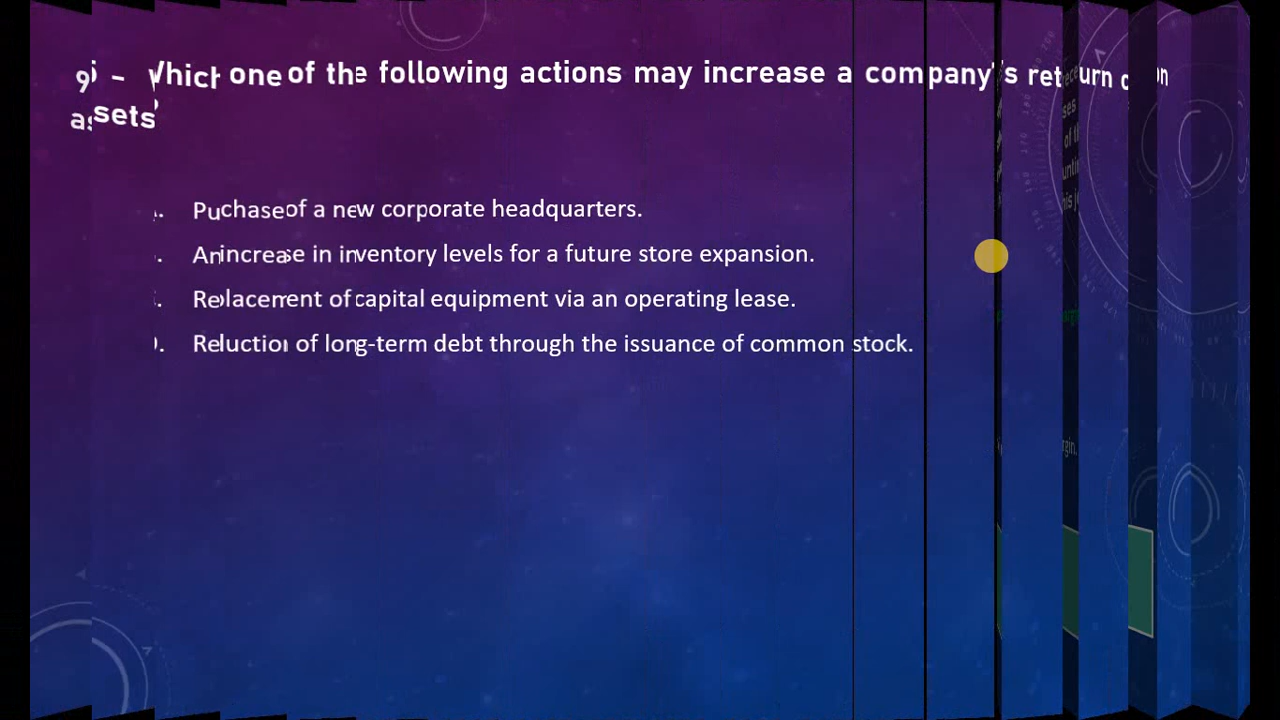 – Which one of the following actions may increase a company's return on
assets
Puchase of a new corporate headquarters.
An increase in inventory levels for a future store expansion.
Relacement of capital equipment via an operating lease.
Reluction of long-term debt through the issuance of common stock.